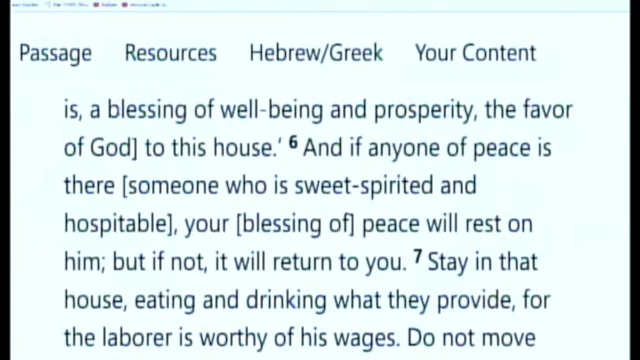 Passage Resources Hebrew/Greek Your Content
is, a blessing of well-being and prosperity, the favor
of God] to this house.' 6 And if anyone of peace is
there [someone who is sweet-spirited and
hospitable], your [blessing of] peace will rest on
him; but if not, it will return to you. 7 Stay in that
house, eating and drinking what they provide, for
the laborer is worthy of his wages. Do not move